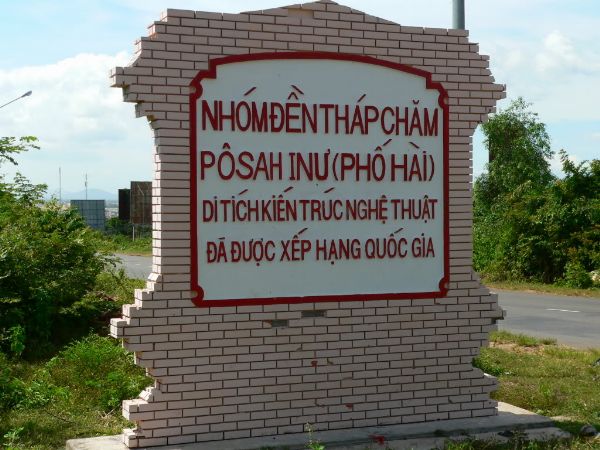 NHÓM ĐỀN THÁP CHĂM
PÔSAH INƯ (PHỐ HÀI)
DI TÍCH KIẾN TRÚC NGHỆ THUẬT
ĐÃ ĐƯỢC XẾP HẠNG QUỐC GIA